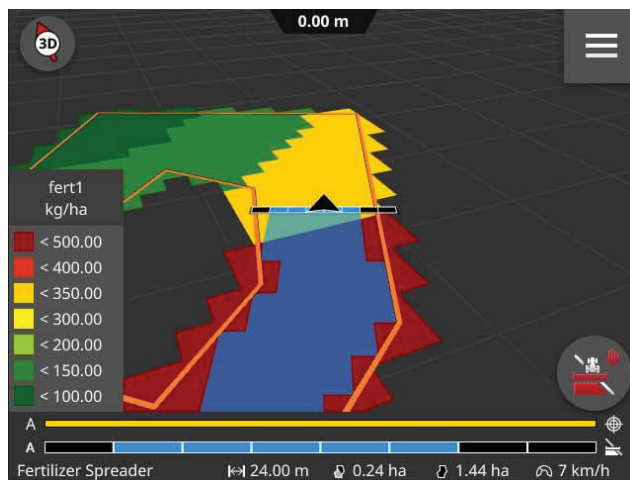 0.00 m
3D
fert1
kg/ha
< 500.00
< 400.00
< 350.00
< 300.00
< 200.00
< 150.00
< 100.00
A
A
Fertilizer Spreader 24.00 m 0.24 ha 1.44 ha 7 km/h